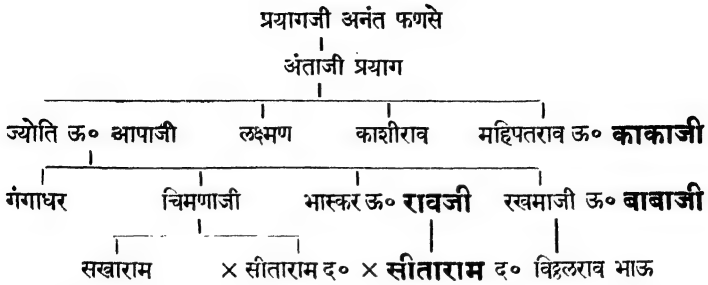 प्रयागजी अनंत फणसे
अंताजी प्रयाग
ज्योति ऊ० आपाजी लक्ष्मण काशीराव महिपतराव ऊ० काकाजी
गंगाधर चिमणाजी भास्कर ऊ० रावजी रखमाजी ऊ० बाबाजी
सखाराम × सीताराम द० × सीताराम द० विठ्ठलराव भाऊ